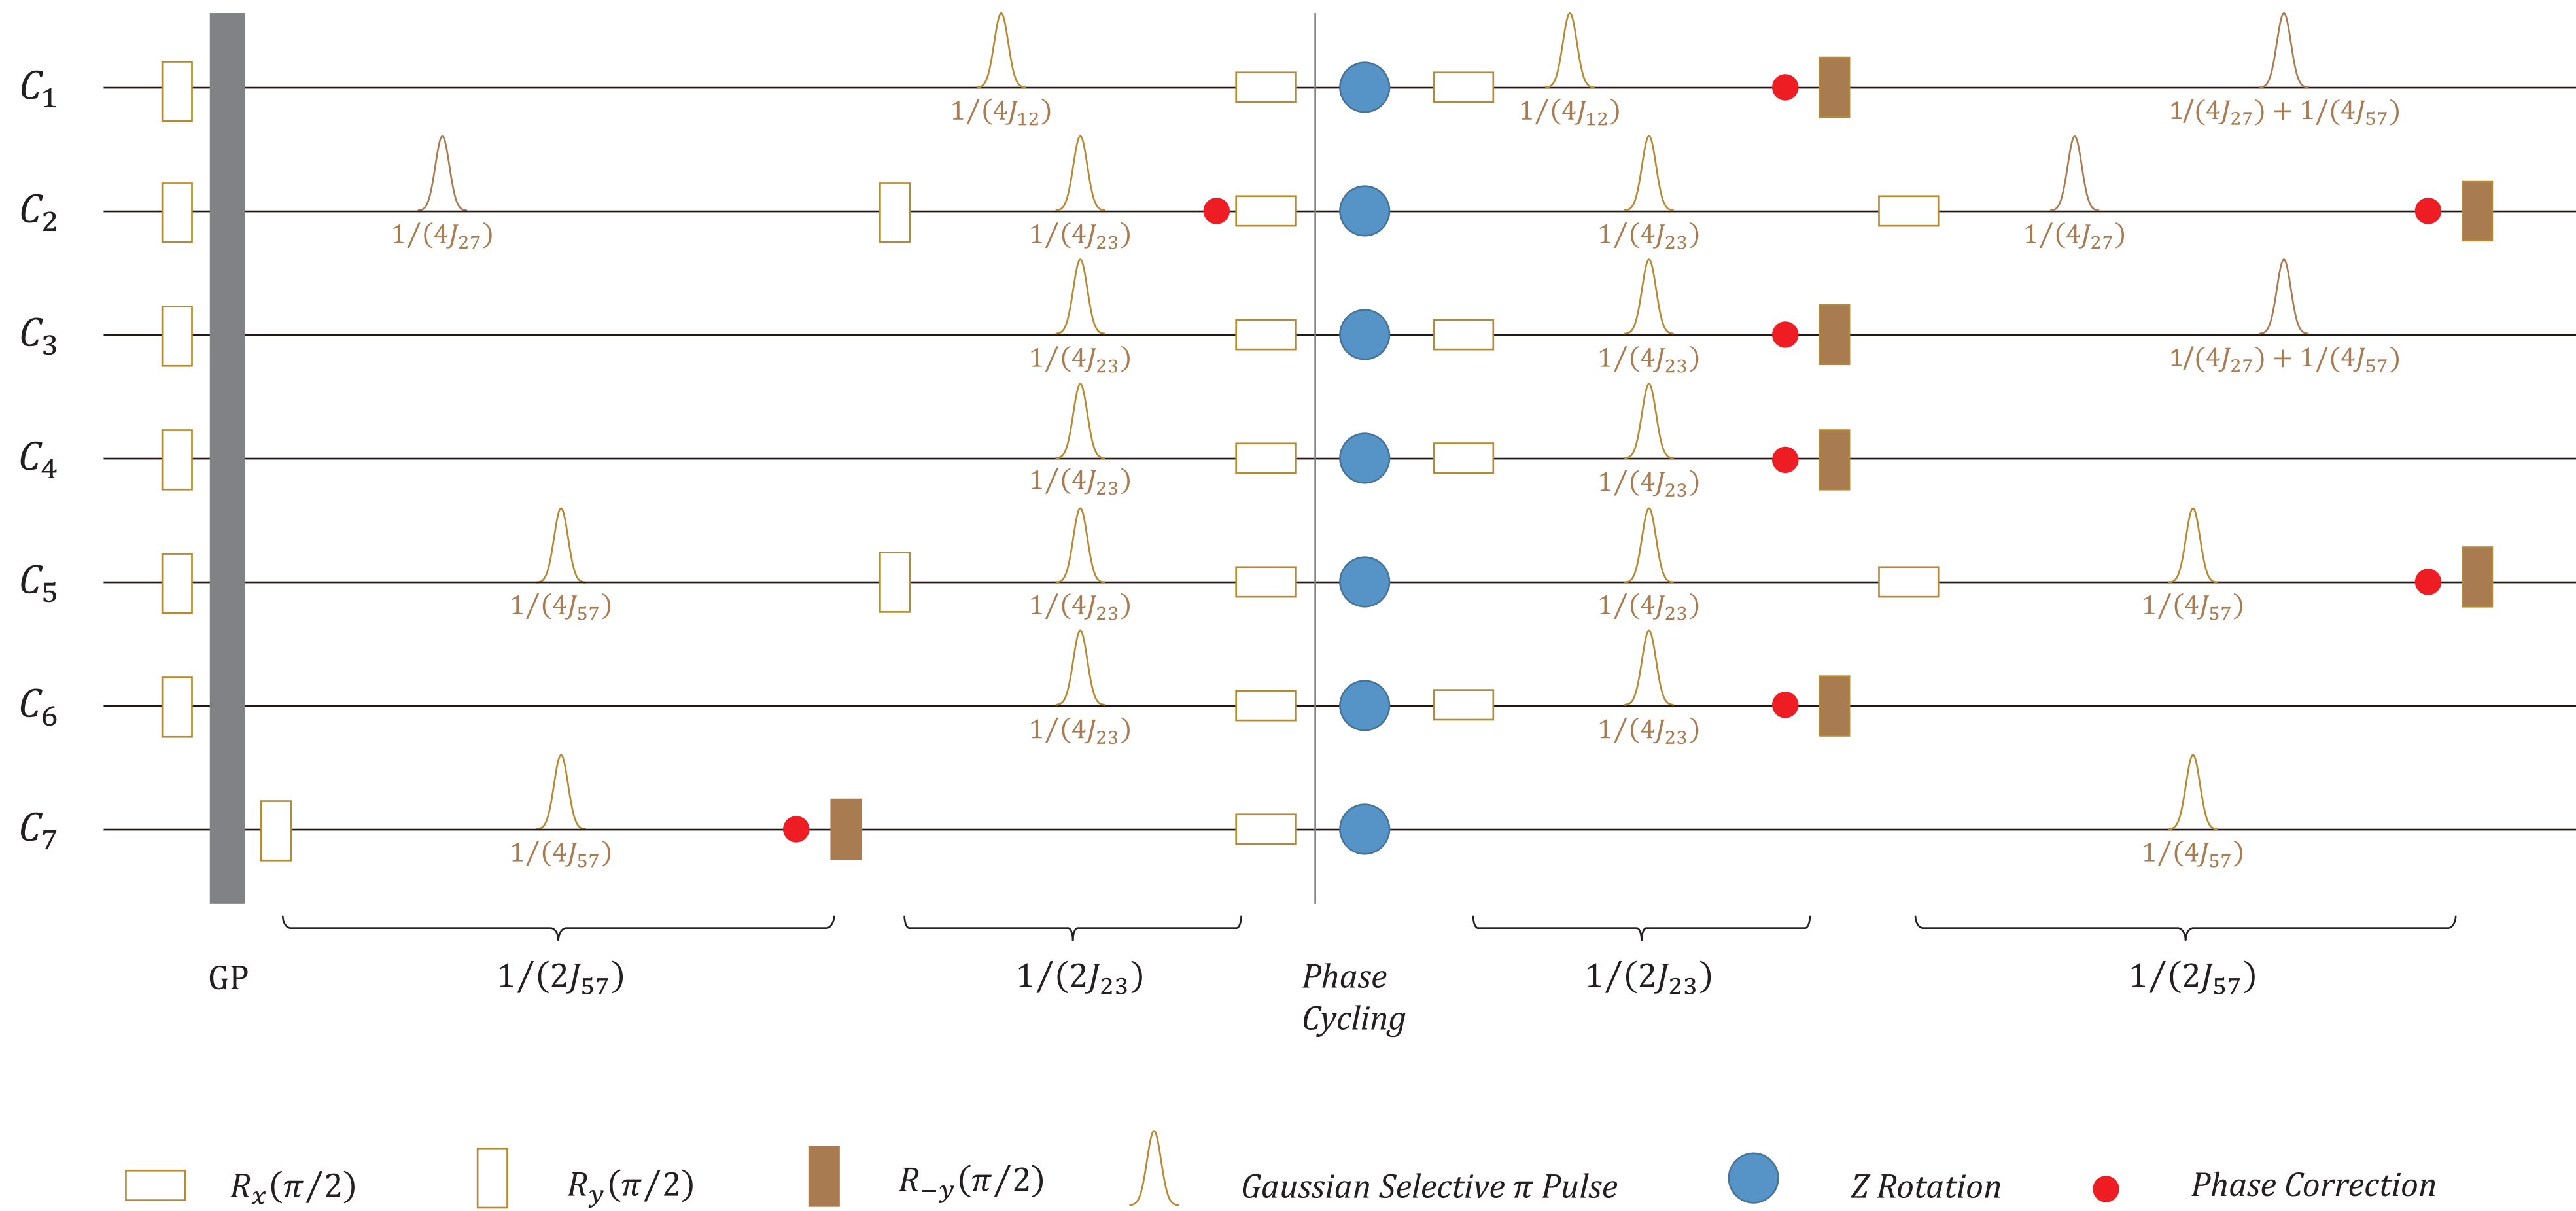 C₁
1/(4J₁₂) 1/(4J₁₂) 1/(4J₂₇) + 1/(4J₅₇)
C₂
1/(4J₂₇) 1/(4J₂₃) 1/(4J₂₃) 1/(4J₂₇)
C₃
1/(4J₂₃) 1/(4J₂₃) 1/(4J₂₇) + 1/(4J₅₇)
C₄
1/(4J₂₃) 1/(4J₂₃)
C₅
1/(4J₅₇) 1/(4J₂₃) 1/(4J₂₃) 1/(4J₅₇)
C₆
1/(4J₂₃) 1/(4J₂₃)
C₇
1/(4J₅₇) 1/(4J₅₇)
GP 1/(2J₅₇) 1/(2J₂₃) Phase 1/(2J₂₃) 1/(2J₅₇)
Cycling
Rₓ(π/2) R_y(π/2) R_−y(π/2) Gaussian Selective π Pulse Z Rotation Phase Correction